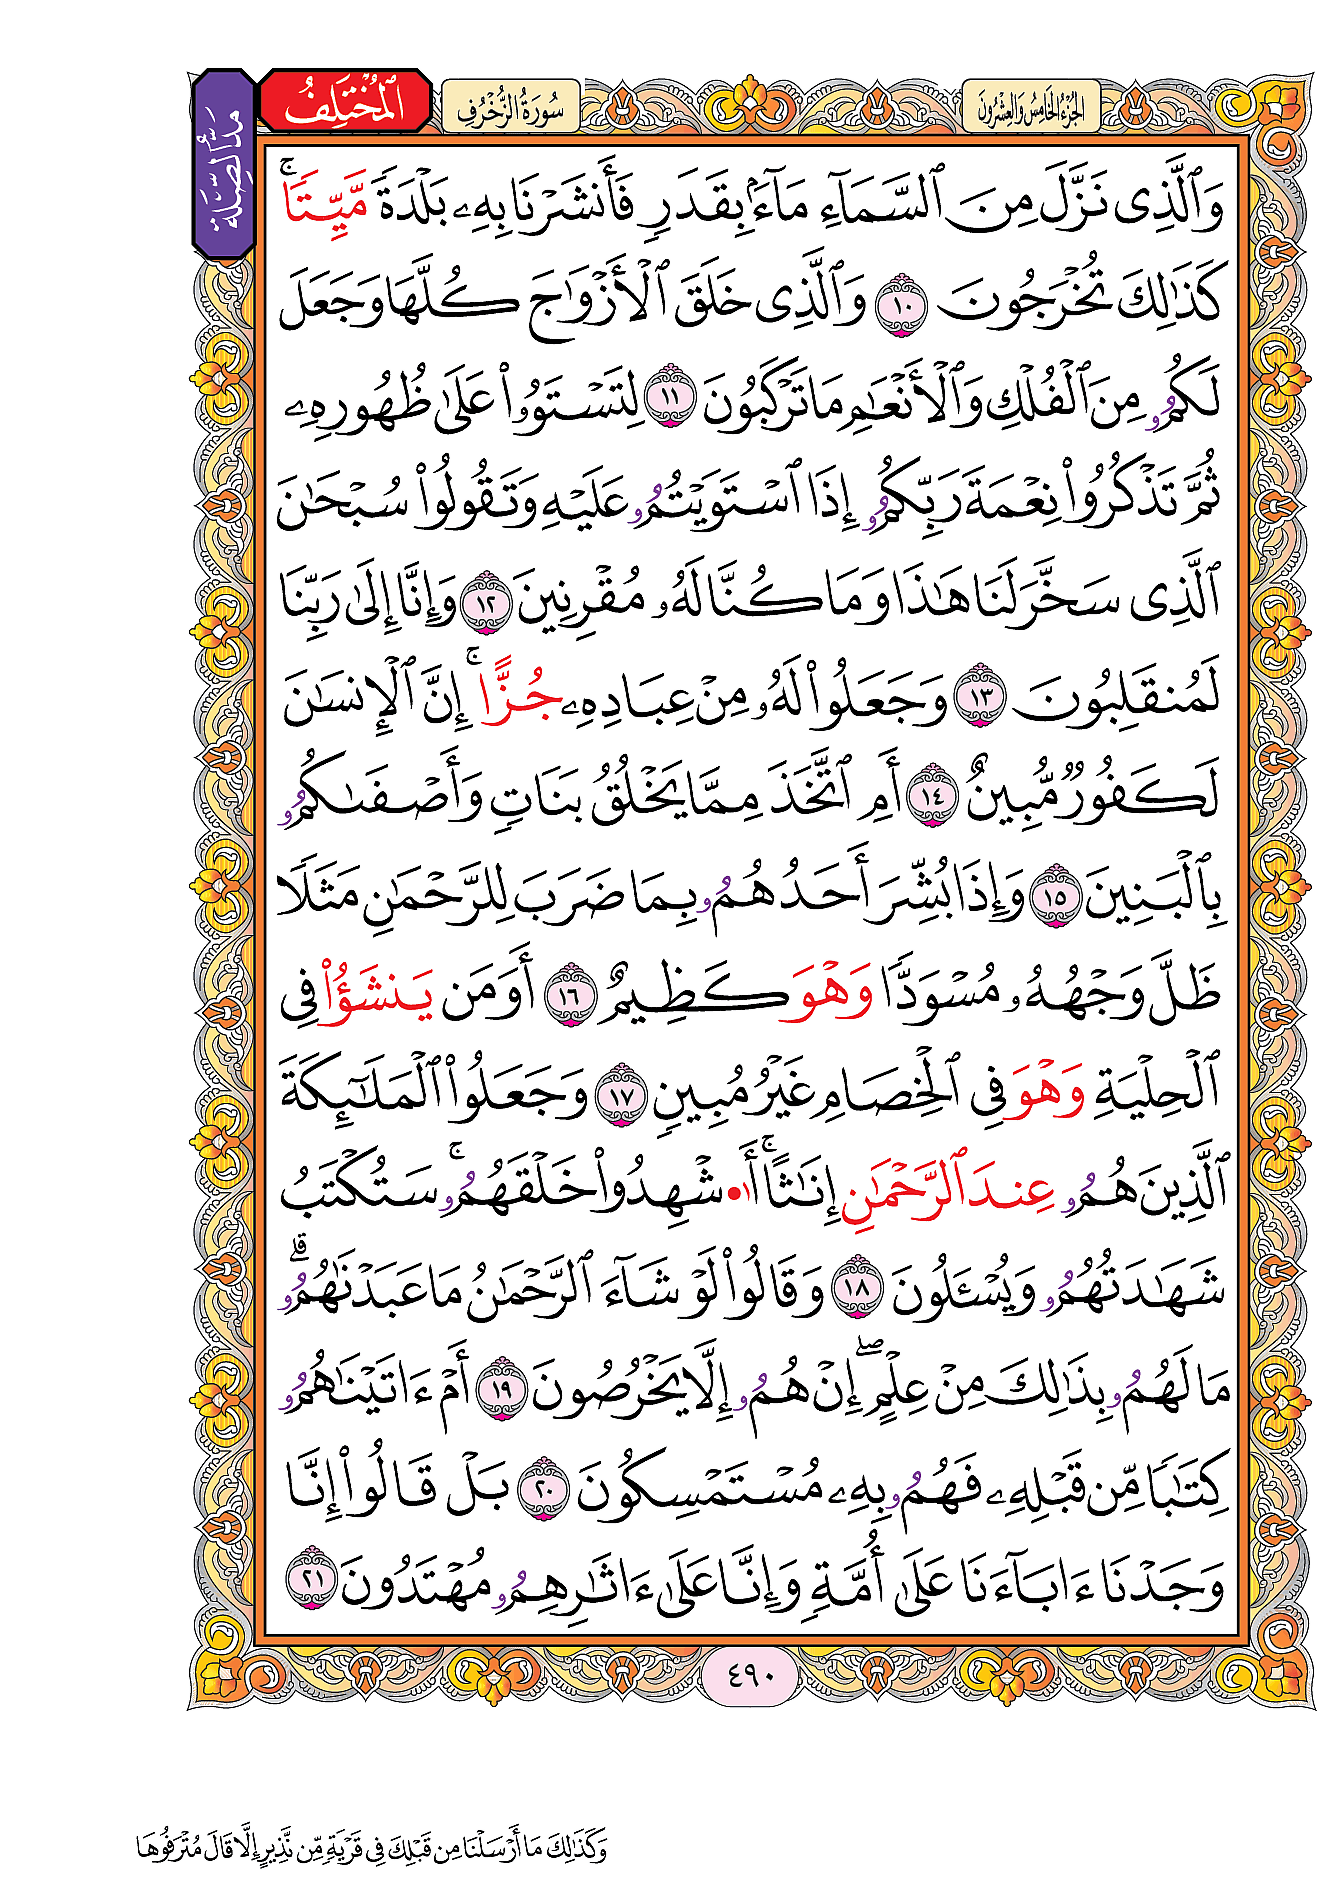 الجُزْءُ الخَامِسُ وَالعِشْرُونَ
سُورَةُ الزُّخْرُفِ
المُخْتَلِفُ
مَدُّ الصِّلَة
وَٱلَّذِى نَزَّلَ مِنَ ٱلسَّمَآءِ مَآءَۢ بِقَدَرٍ فَأَنشَرْنَا بِهِۦ بَلْدَةً مَّيِّتًاۚ
كَذَٰلِكَ تُخْرَجُونَ ١٠ وَٱلَّذِى خَلَقَ ٱلْأَزْوَٰجَ كُلَّهَا وَجَعَلَ
لَكُمُۥ مِنَ ٱلْفُلْكِ وَٱلْأَنْعَٰمِ مَا تَرْكَبُونَ ١١ لِتَسْتَوُۥا۟ عَلَىٰ ظُهُورِهِۦ
ثُمَّ تَذْكُرُوا۟ نِعْمَةَ رَبِّكُمُۥ إِذَا ٱسْتَوَيْتُمُۥ عَلَيْهِ وَتَقُولُوا۟ سُبْحَٰنَ
ٱلَّذِى سَخَّرَ لَنَا هَٰذَا وَمَا كُنَّا لَهُۥ مُقْرِنِينَ ١٢ وَإِنَّا إِلَىٰ رَبِّنَا
لَمُنقَلِبُونَ ١٣ وَجَعَلُوا۟ لَهُۥ مِنْ عِبَادِهِۦ جُزًّاۚ إِنَّ ٱلْإِنسَٰنَ
لَكَفُورٌ مُّبِينٌ ١٤ أَمِ ٱتَّخَذَ مِمَّا يَخْلُقُ بَنَاتٍ وَأَصْفَىٰكُمُۥ
بِٱلْبَنِينَ ١٥ وَإِذَا بُشِّرَ أَحَدُهُمُۥ بِمَا ضَرَبَ لِلرَّحْمَٰنِ مَثَلًا
ظَلَّ وَجْهُهُۥ مُسْوَدًّا وَهْوَ كَظِيمٌ ١٦ أَوَمَن يَنشَؤُا۟ فِى
ٱلْحِلْيَةِ وَهْوَ فِى ٱلْخِصَامِ غَيْرُ مُبِينٍ ١٧ وَجَعَلُوا۟ ٱلْمَلَٰٓئِكَةَ
ٱلَّذِينَ هُمُۥ عِندَ ٱلرَّحْمَٰنِ إِنَٰثًاۚ أَا۟شْهِدُوا۟ خَلْقَهُمُۥۚ سَتُكْتَبُ
شَهَٰدَتُهُمُۥ وَيُسْـَٔلُونَ ١٨ وَقَالُوا۟ لَوْ شَآءَ ٱلرَّحْمَٰنُ مَا عَبَدْنَٰهُمُۥۗ
مَا لَهُمُۥ بِذَٰلِكَ مِنْ عِلْمٍۖ إِنْ هُمُۥ إِلَّا يَخْرُصُونَ ١٩ أَمْ ءَاتَيْنَٰهُمُۥ
كِتَٰبًا مِّن قَبْلِهِۦ فَهُمُۥ بِهِۦ مُسْتَمْسِكُونَ ٢٠ بَلْ قَالُوا۟ إِنَّا
وَجَدْنَا ءَابَآءَنَا عَلَىٰ أُمَّةٍ وَإِنَّا عَلَىٰ ءَاثَٰرِهِمُۥ مُهْتَدُونَ ٢١
٤٩٠
وَكَذَٰلِكَ مَا أَرْسَلْنَا مِن قَبْلِكَ فِى قَرْيَةٍ مِّن نَّذِيرٍ إِلَّا قَالَ مُتْرَفُوهَا